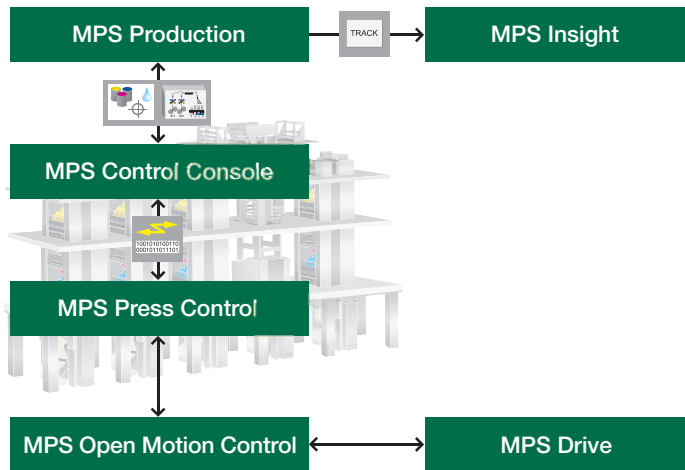 MPS Production
TRACK
MPS Insight
MPS Control Console
1001010100110
0001011011101
MPS Press Control
MPS Open Motion Control
MPS Drive